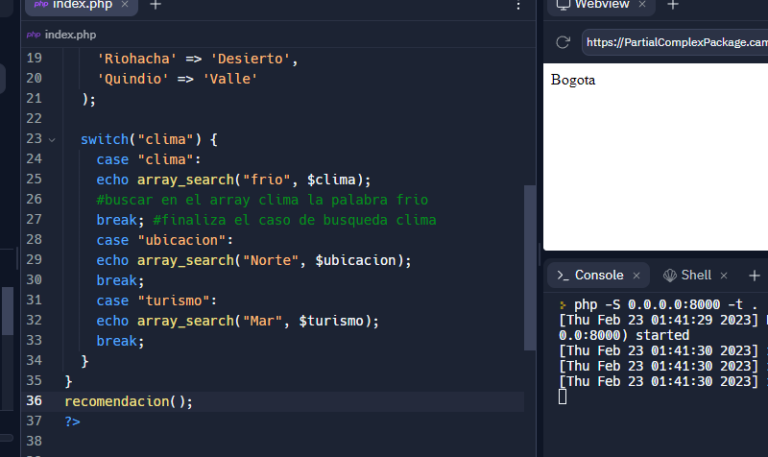 php index.php × +
php index.php
19 'Riohacha' => 'Desierto',
20 'Quindio' => 'Valle'
21 );
22
23 switch("clima") {
24 case "clima":
25 echo array_search("frio", $clima);
26 #buscar en el array clima la palabra frio
27 break; #finaliza el caso de busqueda clima
28 case "ubicacion":
29 echo array_search("Norte", $ubicacion);
30 break;
31 case "turismo":
32 echo array_search("Mar", $turismo);
33 break;
34 }
35 }
36 recomendacion();
37 ?>
38
Webview × +
https://PartialComplexPackage.cam
Bogota
>_ Console × Shell × +
php -S 0.0.0.0:8000 -t .
[Thu Feb 23 01:41:29 2023]
0.0:8000) started
[Thu Feb 23 01:41:30 2023]
[Thu Feb 23 01:41:30 2023]
[Thu Feb 23 01:41:30 2023]